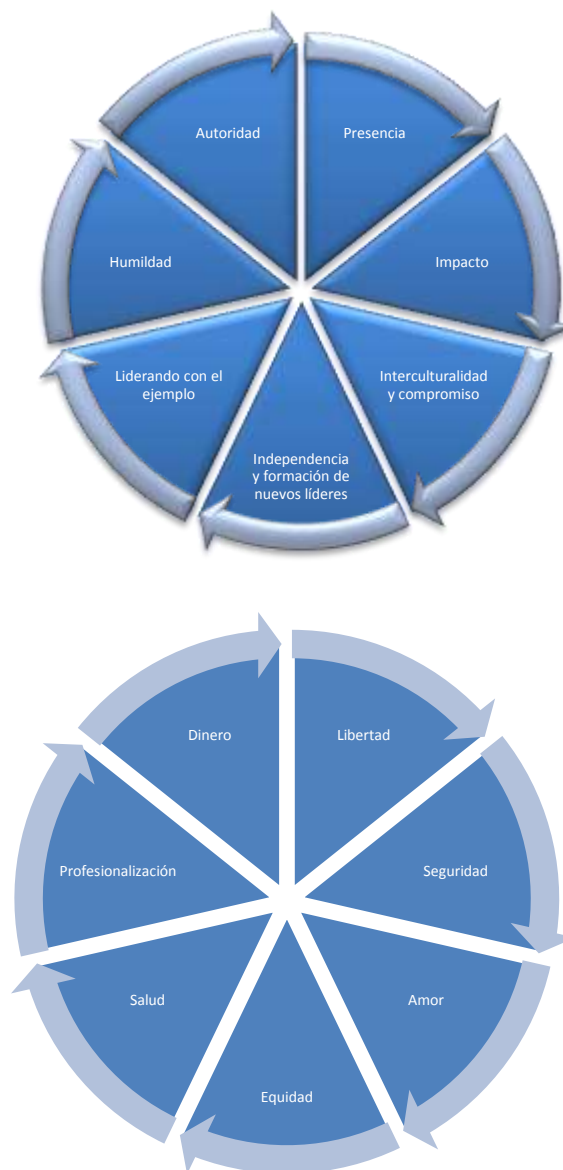 Autoridad
Presencia
Humildad
Impacto
Liderando con el
ejemplo
Interculturalidad
y compromiso
Independencia
y formación de
nuevos líderes
Dinero
Libertad
Profesionalización
Seguridad
Salud
Amor
Equidad